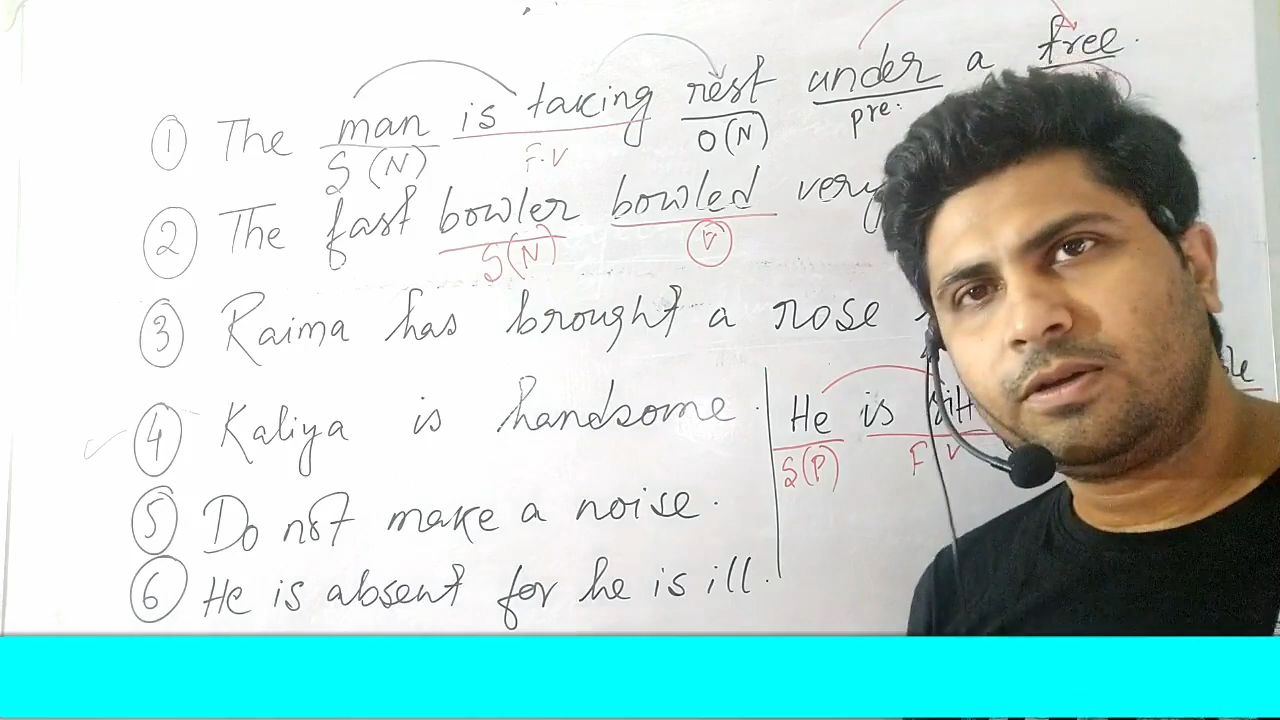 ① The man is taking rest under a tree.
S (N) F.V O(N) pre:
② The fast bowler bowled very
S(N) V
③ Raima has brought a rose
④ Kaliya is handsome.
He is sitt
S(P) F V
⑤ Do not make a noise.
⑥ He is absent for he is ill.